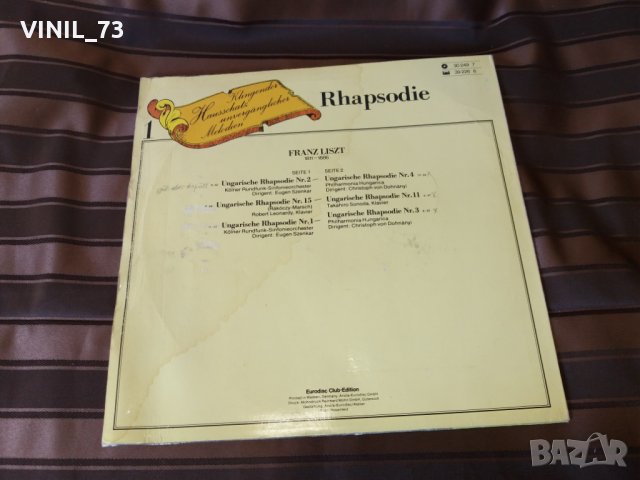 VINIL_73
Klingender
Hausschatz
unvergänglicher
Melodien
1
Rhapsodie
FRANZ LISZT
1811 - 1886
SEITE 1
Ungarische Rhapsodie Nr. 2
Kölner Rundfunk-Sinfonieorchester
Dirigent: Eugen Szenkar
Ungarische Rhapsodie Nr. 15
(Rákóczy-Marsch)
Robert Leonardy, Klavier
Ungarische Rhapsodie Nr. 1
Kölner Rundfunk-Sinfonieorchester
Dirigent: Eugen Szenkar
SEITE 2
Ungarische Rhapsodie Nr. 4
Philharmonia Hungarica
Dirigent: Christoph von Dohnányi
Ungarische Rhapsodie Nr. 11
Takahiro Sonoda, Klavier
Ungarische Rhapsodie Nr. 3
Philharmonia Hungarica
Dirigent: Christoph von Dohnányi
Eurodisc Club-Edition
BAZAR